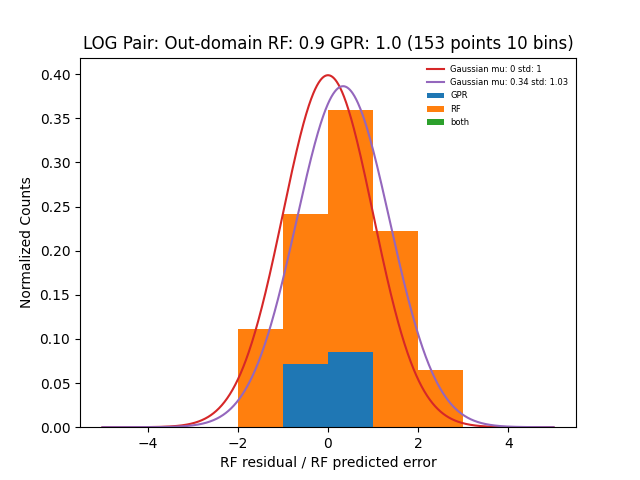 LOG Pair: Out-domain RF: 0.9 GPR: 1.0 (153 points 10 bins)
Gaussian mu: 0 std: 1
Gaussian mu: 0.34 std: 1.03
GPR
RF
both
Normalized Counts
0.40
0.35
0.30
0.25
0.20
0.15
0.10
0.05
0.00
−4 −2 0 2 4
RF residual / RF predicted error